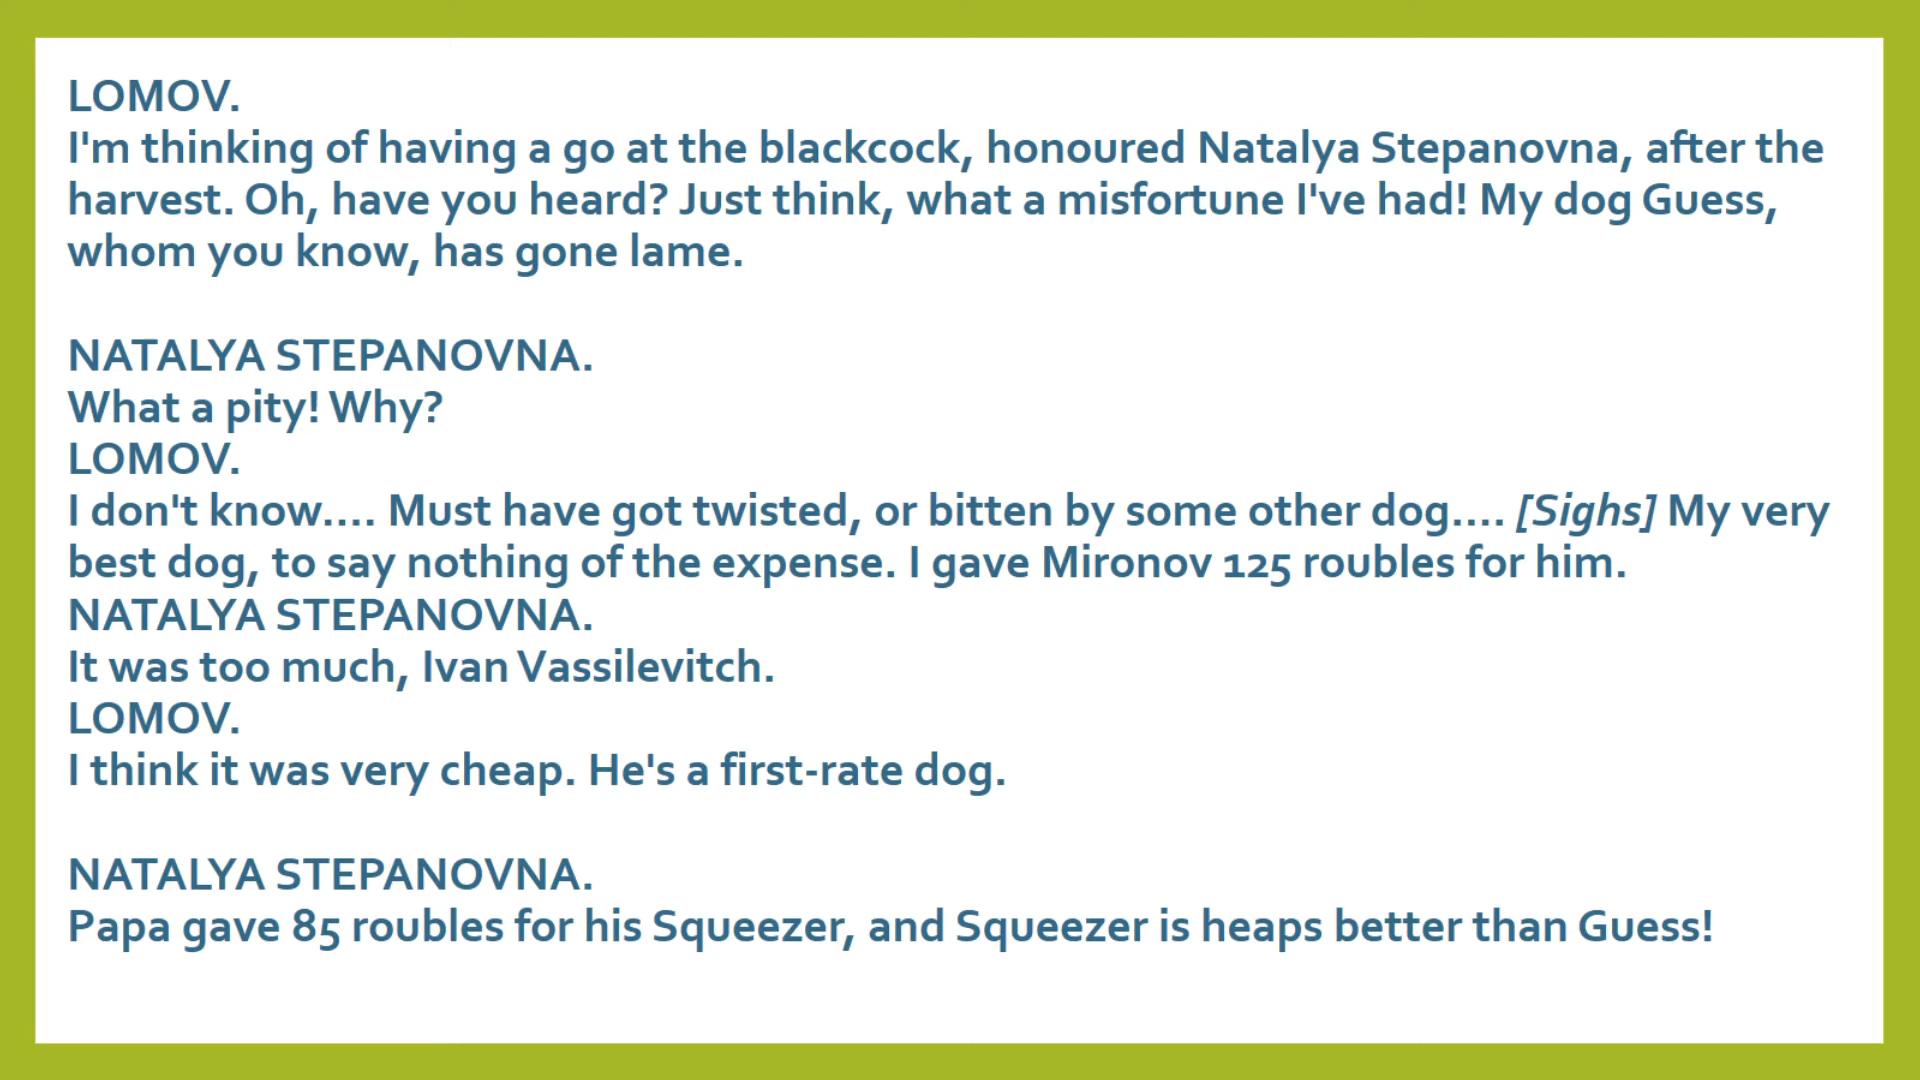 LOMOV.
I'm thinking of having a go at the blackcock, honoured Natalya Stepanovna, after the
harvest. Oh, have you heard? Just think, what a misfortune I've had! My dog Guess,
whom you know, has gone lame.
NATALYA STEPANOVNA.
What a pity! Why?
LOMOV.
I don't know.... Must have got twisted, or bitten by some other dog.... [Sighs] My very
best dog, to say nothing of the expense. I gave Mironov 125 roubles for him.
NATALYA STEPANOVNA.
It was too much, Ivan Vassilevitch.
LOMOV.
I think it was very cheap. He's a first-rate dog.
NATALYA STEPANOVNA.
Papa gave 85 roubles for his Squeezer, and Squeezer is heaps better than Guess!